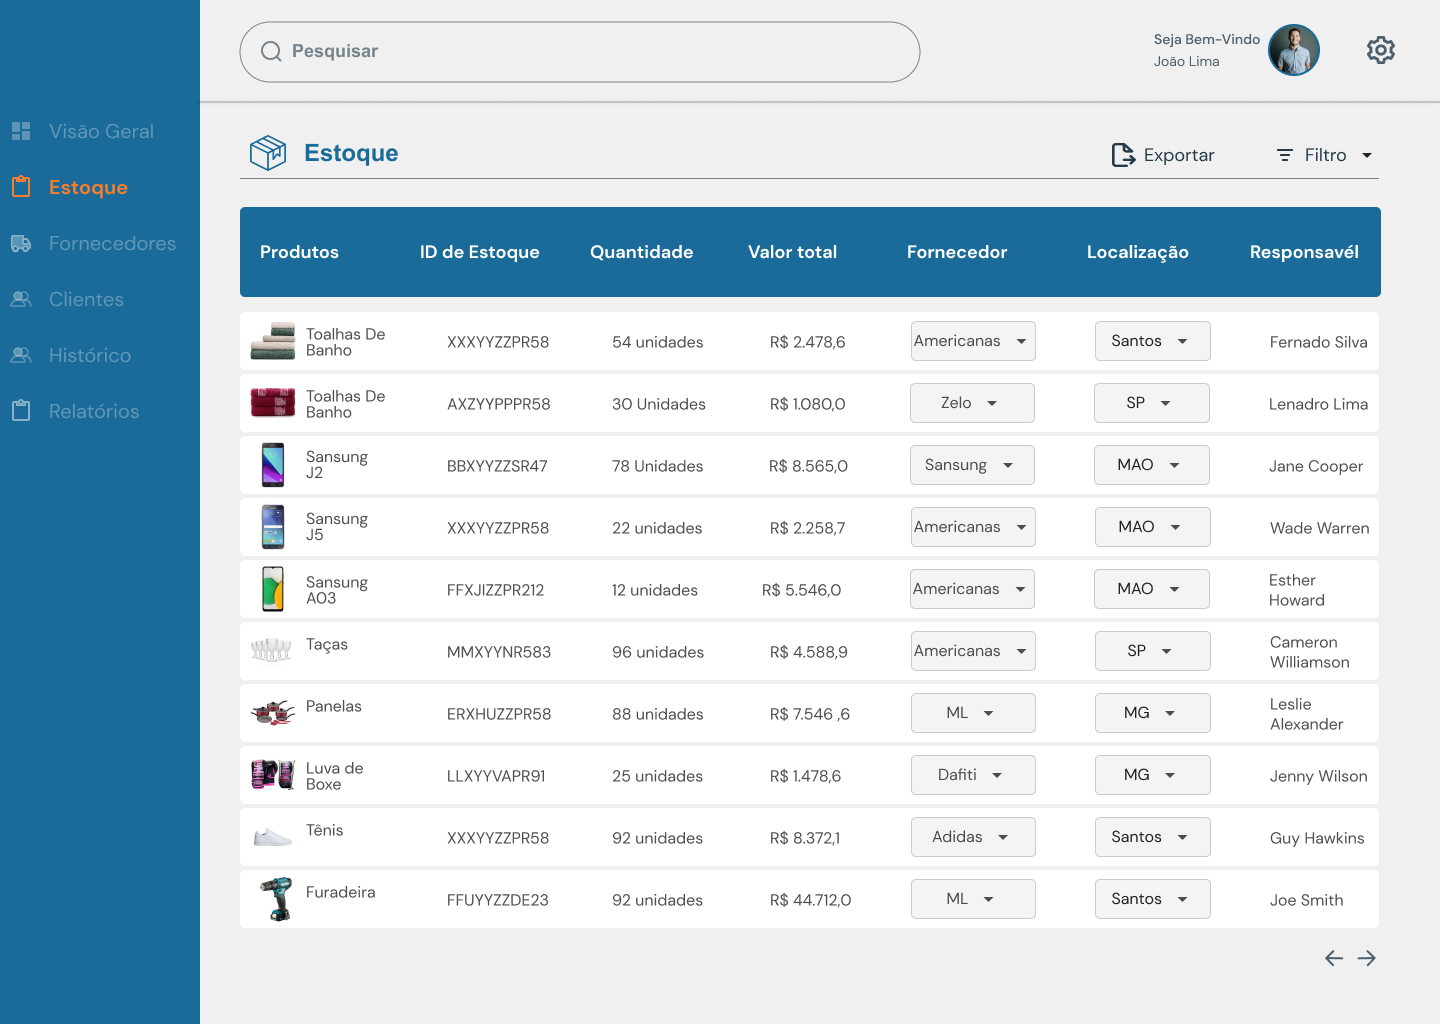 Pesquisar
Seja Bem-Vindo
João Lima
Visão Geral
Estoque
Fornecedores
Clientes
Histórico
Relatórios
Estoque
Exportar
Filtro
Produtos ID de Estoque Quantidade Valor total Fornecedor Localização Responsavél
Toalhas De
Banho
XXXYYZZPR58 54 unidades R$ 2.478,6 Americanas Santos Fernado Silva
Toalhas De
Banho
AXZYYPPPR58 30 Unidades R$ 1.080,0 Zelo SP Lenadro Lima
Sansung
J2
BBXYYZZSR47 78 Unidades R$ 8.565,0 Sansung MAO Jane Cooper
Sansung
J5
XXXYYZZPR58 22 unidades R$ 2.258,7 Americanas MAO Wade Warren
Sansung
A03
FFXJIZZPR212 12 unidades R$ 5.546,0 Americanas MAO Esther
Howard
Taças
MMXYYNR583 96 unidades R$ 4.588,9 Americanas SP Cameron
Williamson
Panelas
ERXHUZZPR58 88 unidades R$ 7.546 ,6 ML MG Leslie
Alexander
Luva de
Boxe
LLXYYVAPR91 25 unidades R$ 1.478,6 Dafiti MG Jenny Wilson
Tênis
XXXYYZZPR58 92 unidades R$ 8.372,1 Adidas Santos Guy Hawkins
Furadeira
FFUYYZZDE23 92 unidades R$ 44.712,0 ML Santos Joe Smith